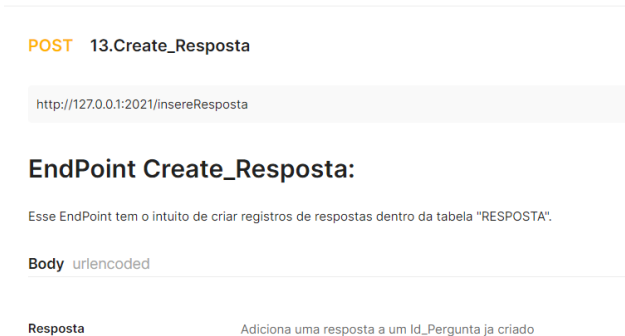 POST 13.Create_Resposta
http://127.0.0.1:2021/insereResposta
EndPoint Create_Resposta:
Esse EndPoint tem o intuito de criar registros de respostas dentro da tabela "RESPOSTA".
Body urlencoded
Resposta Adiciona uma resposta a um Id_Pergunta ja criado